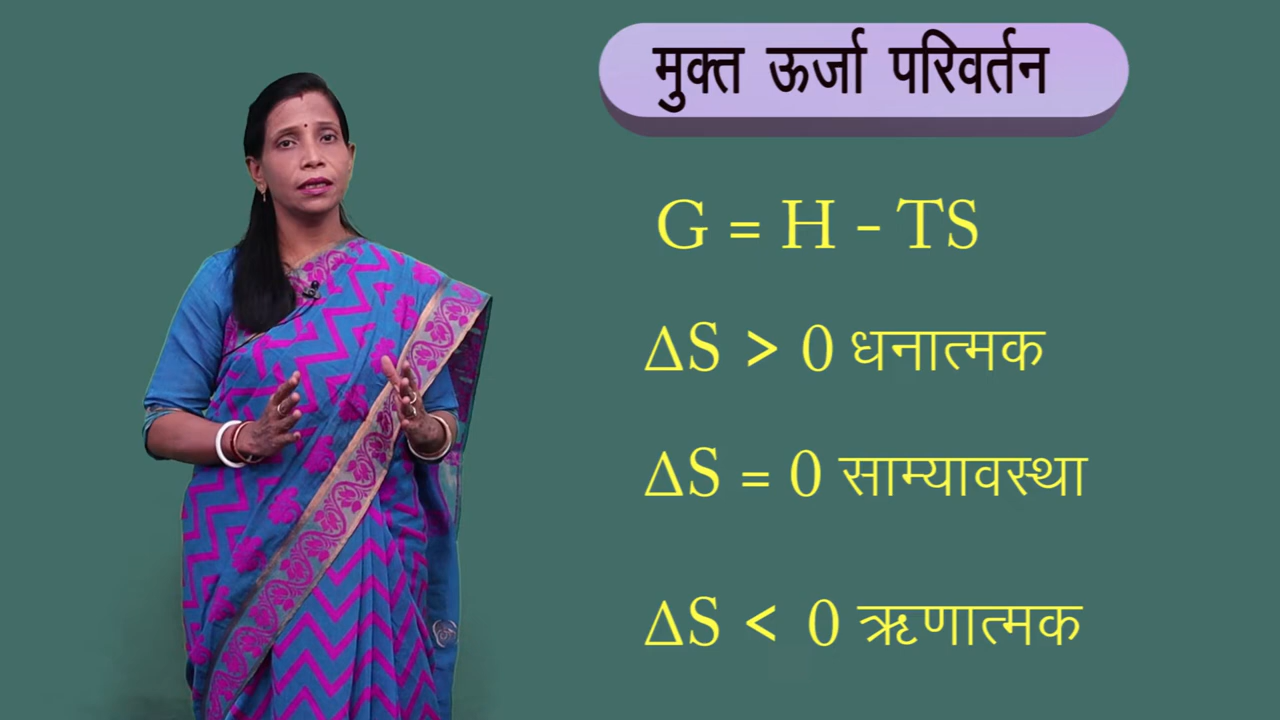 मुक्त ऊर्जा परिवर्तन
G = H - TS
ΔS > 0 धनात्मक
ΔS = 0 साम्यावस्था
ΔS < 0 ऋणात्मक